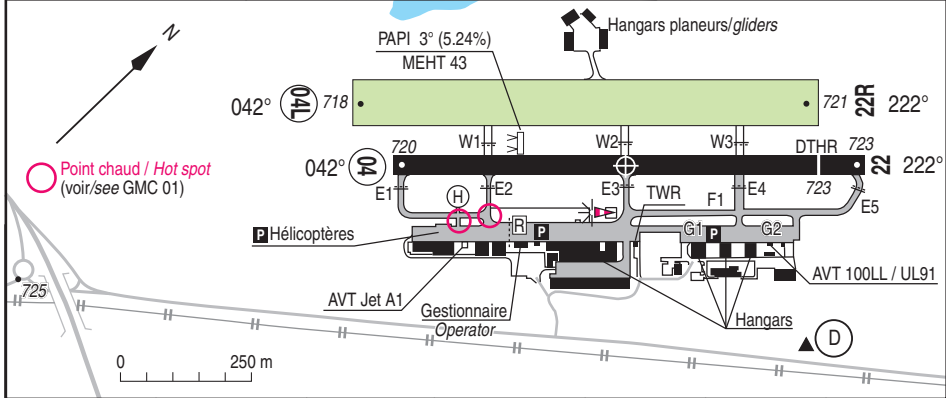 Hangars planeurs/gliders
N
PAPI 3° (5.24%)
MEHT 43
042° 04L 718
721 22R 222°
Point chaud / Hot spot
(voir/see GMC 01)
W1
W2
W3
720
DTHR
723
042° 04
22 222°
723
E1
E2
E3
E4
E5
H
TWR
F1
R
P
G1
P
G2
P Hélicoptères
AVT 100LL / UL91
AVT Jet A1
Gestionnaire
Operator
Hangars
725
D
0
250 m